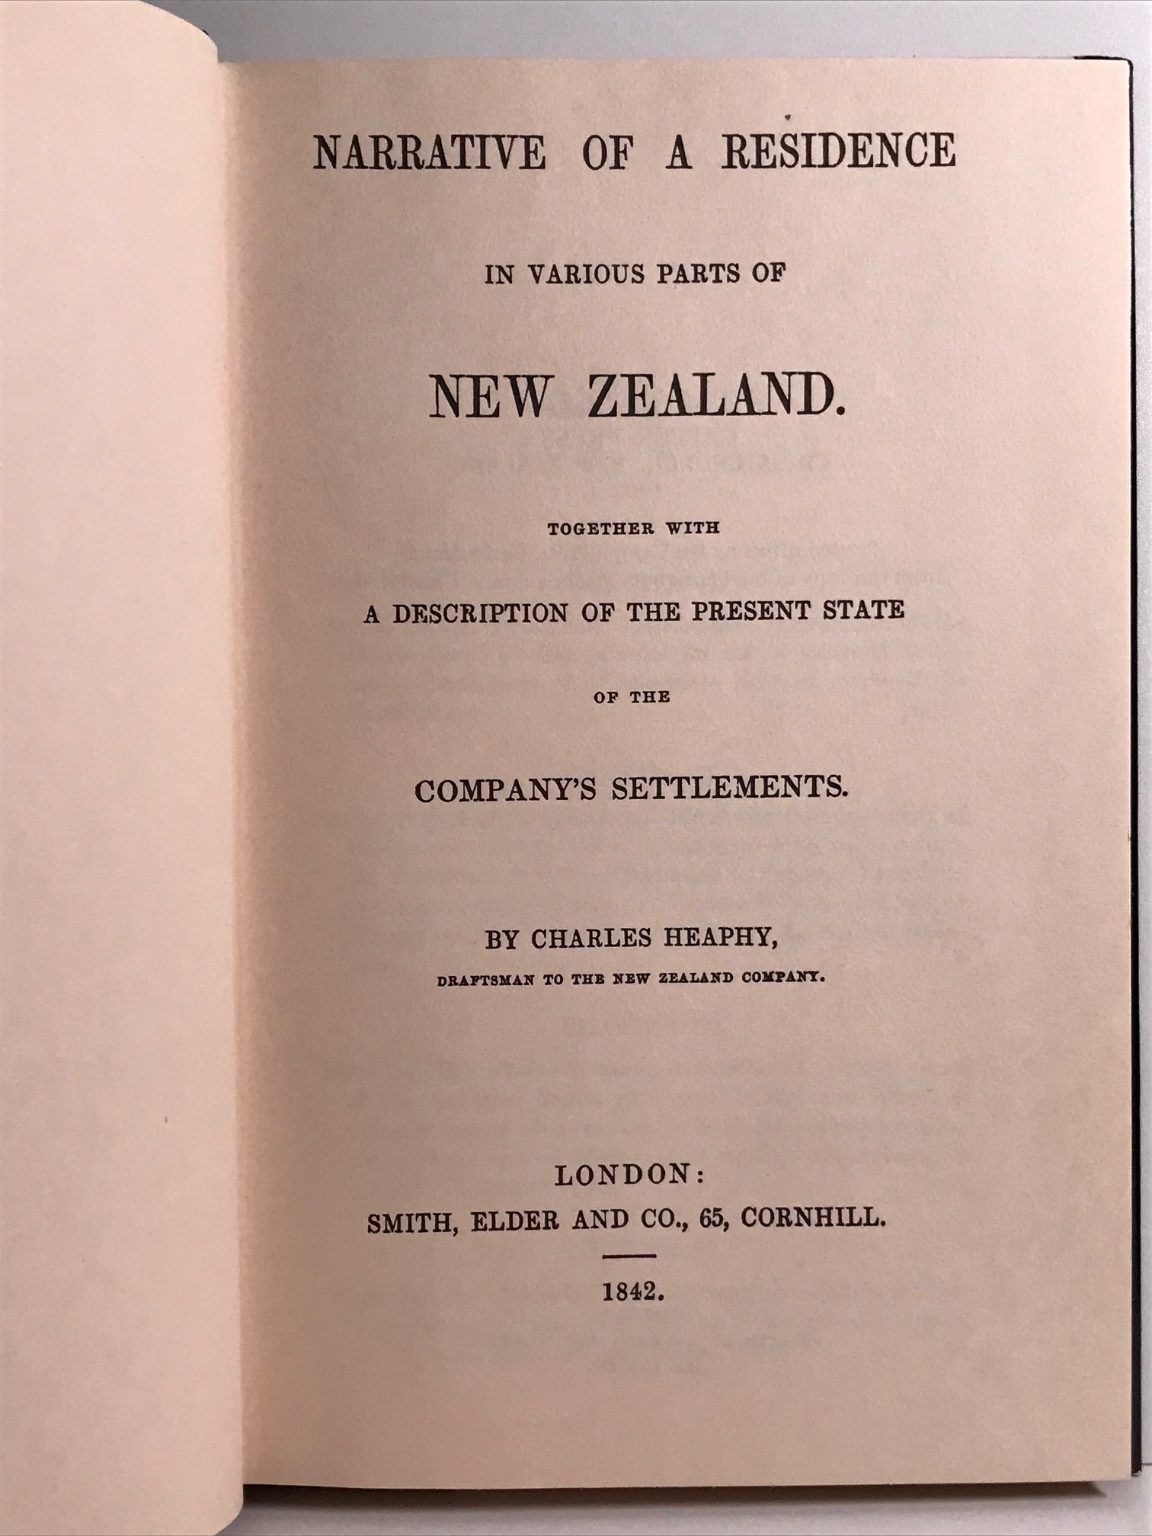 NARRATIVE OF A RESIDENCE
IN VARIOUS PARTS OF
NEW ZEALAND.
TOGETHER WITH
A DESCRIPTION OF THE PRESENT STATE
OF THE
COMPANY'S SETTLEMENTS.
BY CHARLES HEAPHY,
DRAFTSMAN TO THE NEW ZEALAND COMPANY.
LONDON:
SMITH, ELDER AND CO., 65, CORNHILL.
1842.